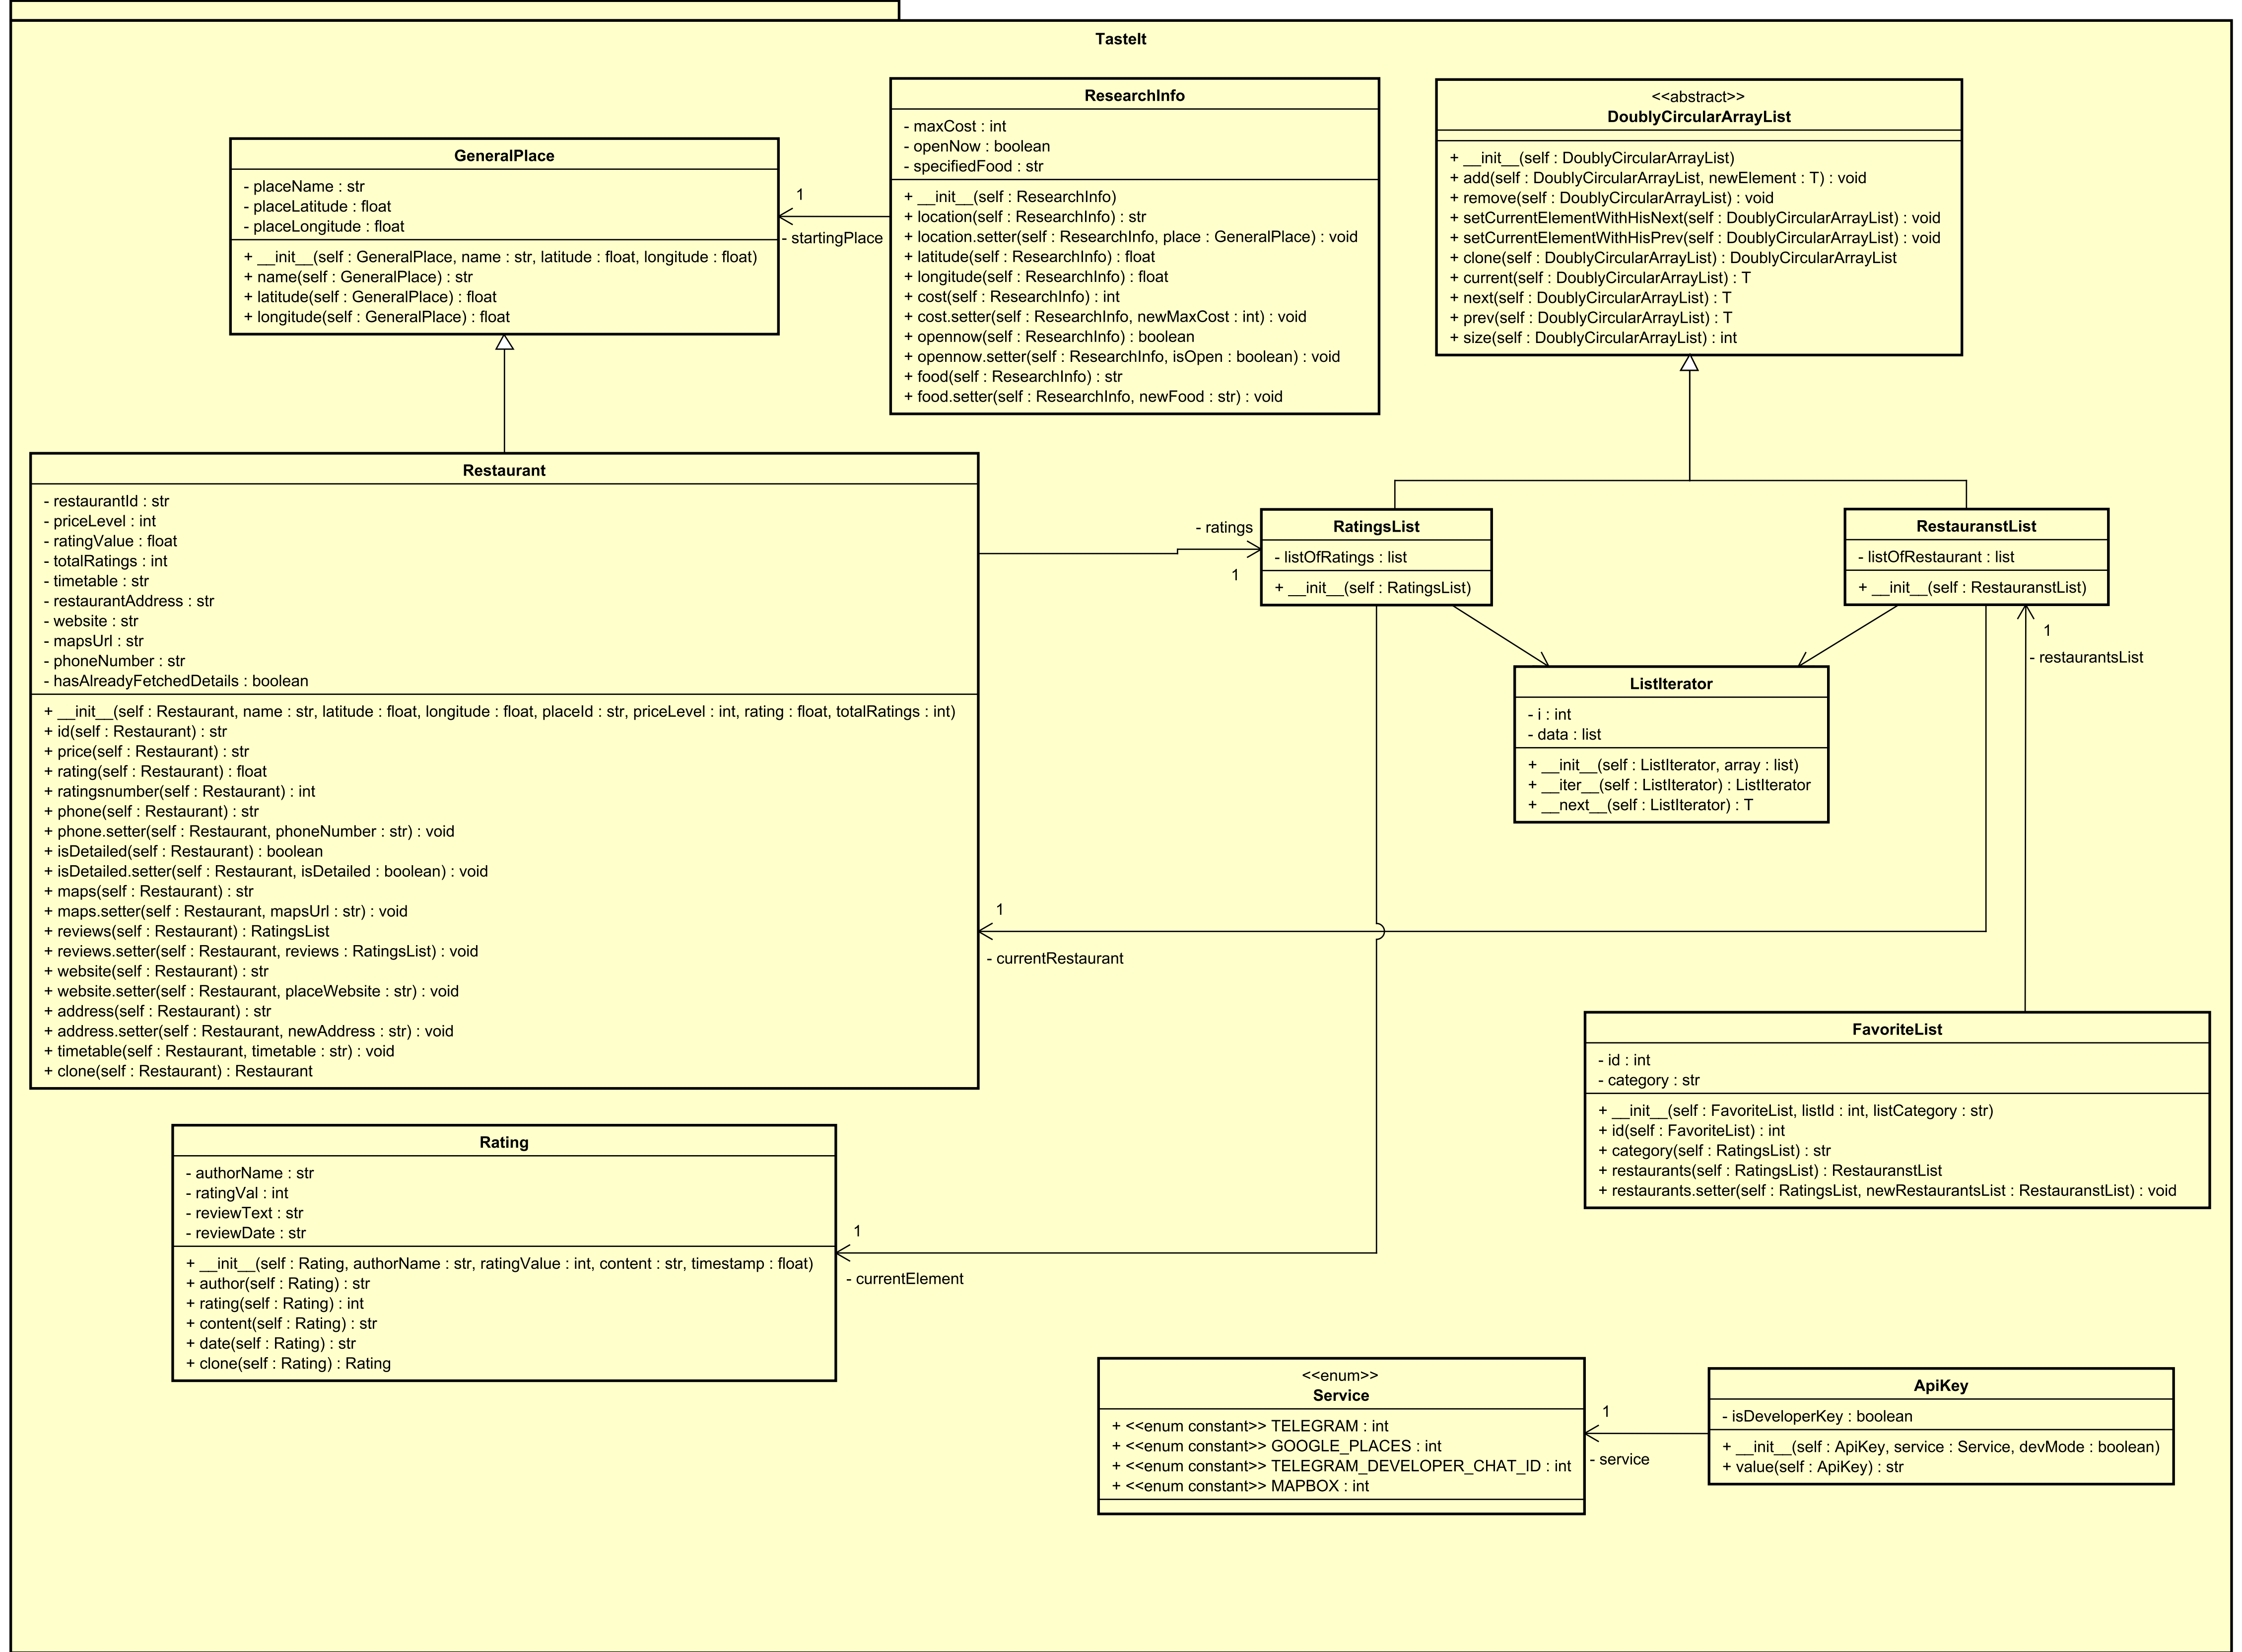 TasteIt
GeneralPlace
- placeName : str
- placeLatitude : float
- placeLongitude : float
+ __init__(self : GeneralPlace, name : str, latitude : float, longitude : float)
+ name(self : GeneralPlace) : str
+ latitude(self : GeneralPlace) : float
+ longitude(self : GeneralPlace) : float
1
- startingPlace
ResearchInfo
- maxCost : int
- openNow : boolean
- specifiedFood : str
+ __init__(self : ResearchInfo)
+ location(self : ResearchInfo) : str
+ location.setter(self : ResearchInfo, place : GeneralPlace) : void
+ latitude(self : ResearchInfo) : float
+ longitude(self : ResearchInfo) : float
+ cost(self : ResearchInfo) : int
+ cost.setter(self : ResearchInfo, newMaxCost : int) : void
+ opennow(self : ResearchInfo) : boolean
+ opennow.setter(self : ResearchInfo, isOpen : boolean) : void
+ food(self : ResearchInfo) : str
+ food.setter(self : ResearchInfo, newFood : str) : void
<<abstract>>
DoublyCircularArrayList
+ __init__(self : DoublyCircularArrayList)
+ add(self : DoublyCircularArrayList, newElement : T) : void
+ remove(self : DoublyCircularArrayList) : void
+ setCurrentElementWithHisNext(self : DoublyCircularArrayList) : void
+ setCurrentElementWithHisPrev(self : DoublyCircularArrayList) : void
+ clone(self : DoublyCircularArrayList) : DoublyCircularArrayList
+ current(self : DoublyCircularArrayList) : T
+ next(self : DoublyCircularArrayList) : T
+ prev(self : DoublyCircularArrayList) : T
+ size(self : DoublyCircularArrayList) : int
Restaurant
- restaurantId : str
- priceLevel : int
- ratingValue : float
- totalRatings : int
- timetable : str
- restaurantAddress : str
- website : str
- mapsUrl : str
- phoneNumber : str
- hasAlreadyFetchedDetails : boolean
+ __init__(self : Restaurant, name : str, latitude : float, longitude : float, placeId : str, priceLevel : int, rating : float, totalRatings : int)
+ id(self : Restaurant) : str
+ price(self : Restaurant) : str
+ rating(self : Restaurant) : float
+ ratingsnumber(self : Restaurant) : int
+ phone(self : Restaurant) : str
+ phone.setter(self : Restaurant, phoneNumber : str) : void
+ isDetailed(self : Restaurant) : boolean
+ isDetailed.setter(self : Restaurant, isDetailed : boolean) : void
+ maps(self : Restaurant) : str
+ maps.setter(self : Restaurant, mapsUrl : str) : void
+ reviews(self : Restaurant) : RatingsList
+ reviews.setter(self : Restaurant, reviews : RatingsList) : void
+ website(self : Restaurant) : str
+ website.setter(self : Restaurant, placeWebsite : str) : void
+ address(self : Restaurant) : str
+ address.setter(self : Restaurant, newAddress : str) : void
+ timetable(self : Restaurant, timetable : str) : void
+ clone(self : Restaurant) : Restaurant
- ratings
1
RatingsList
- listOfRatings : list
+ __init__(self : RatingsList)
RestauranstList
- listOfRestaurant : list
+ __init__(self : RestauranstList)
1
- restaurantsList
ListIterator
- i : int
- data : list
+ __init__(self : ListIterator, array : list)
+ __iter__(self : ListIterator) : ListIterator
+ __next__(self : ListIterator) : T
1
- currentRestaurant
FavoriteList
- id : int
- category : str
+ __init__(self : FavoriteList, listId : int, listCategory : str)
+ id(self : FavoriteList) : int
+ category(self : RatingsList) : str
+ restaurants(self : RatingsList) : RestauranstList
+ restaurants.setter(self : RatingsList, newRestaurantsList : RestauranstList) : void
Rating
- authorName : str
- ratingVal : int
- reviewText : str
- reviewDate : str
+ __init__(self : Rating, authorName : str, ratingValue : int, content : str, timestamp : float)
+ author(self : Rating) : str
+ rating(self : Rating) : int
+ content(self : Rating) : str
+ date(self : Rating) : str
+ clone(self : Rating) : Rating
1
- currentElement
<<enum>>
Service
+ <<enum constant>> TELEGRAM : int
+ <<enum constant>> GOOGLE_PLACES : int
+ <<enum constant>> TELEGRAM_DEVELOPER_CHAT_ID : int
+ <<enum constant>> MAPBOX : int
1
- service
ApiKey
- isDeveloperKey : boolean
+ __init__(self : ApiKey, service : Service, devMode : boolean)
+ value(self : ApiKey) : str